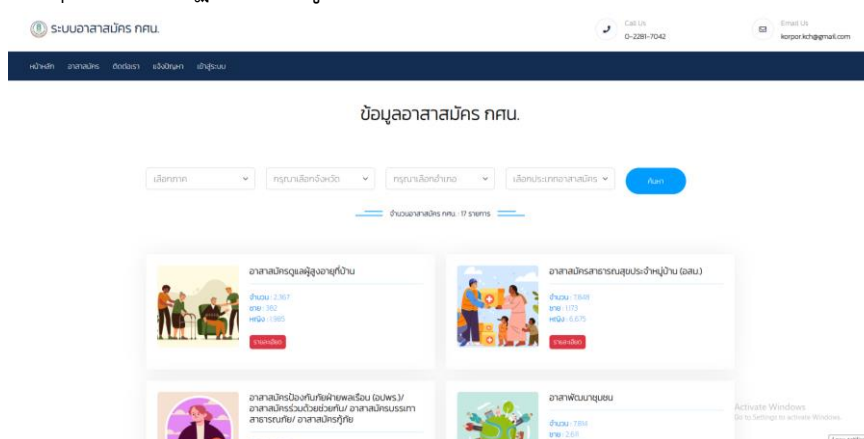 ระบบอาสาสมัคร กศน.
Call Us
0-2281-7042
Email Us
korpor.kch@gmail.com
หน้าหลัก อาสาสมัคร ติดต่อเรา แจ้งปัญหา เข้าสู่ระบบ
ข้อมูลอาสาสมัคร กศน.
เลือกภาค กรุณาเลือกจังหวัด กรุณาเลือกอำเภอ เลือกประเภทอาสาสมัคร ค้นหา
จำนวนอาสาสมัคร กศน. : 17 รายการ
อาสาสมัครดูแลผู้สูงอายุที่บ้าน
จำนวน : 2,367
ชาย : 382
หญิง : 1,985
รายละเอียด
อาสาสมัครสาธารณสุขประจำหมู่บ้าน (อสม.)
จำนวน : 7,848
ชาย : 1,173
หญิง : 6,675
รายละเอียด
อาสาสมัครป้องกันภัยฝ่ายพลเรือน (อปพร.)/
อาสาสมัครร่วมด้วยช่วยกัน/ อาสาสมัครบรรเทา
สาธารณภัย/ อาสาสมัครกู้ภัย
อาสาพัฒนาชุมชน
จำนวน :
ชาย :
Activate Windows
Go to Settings to activate Windows.